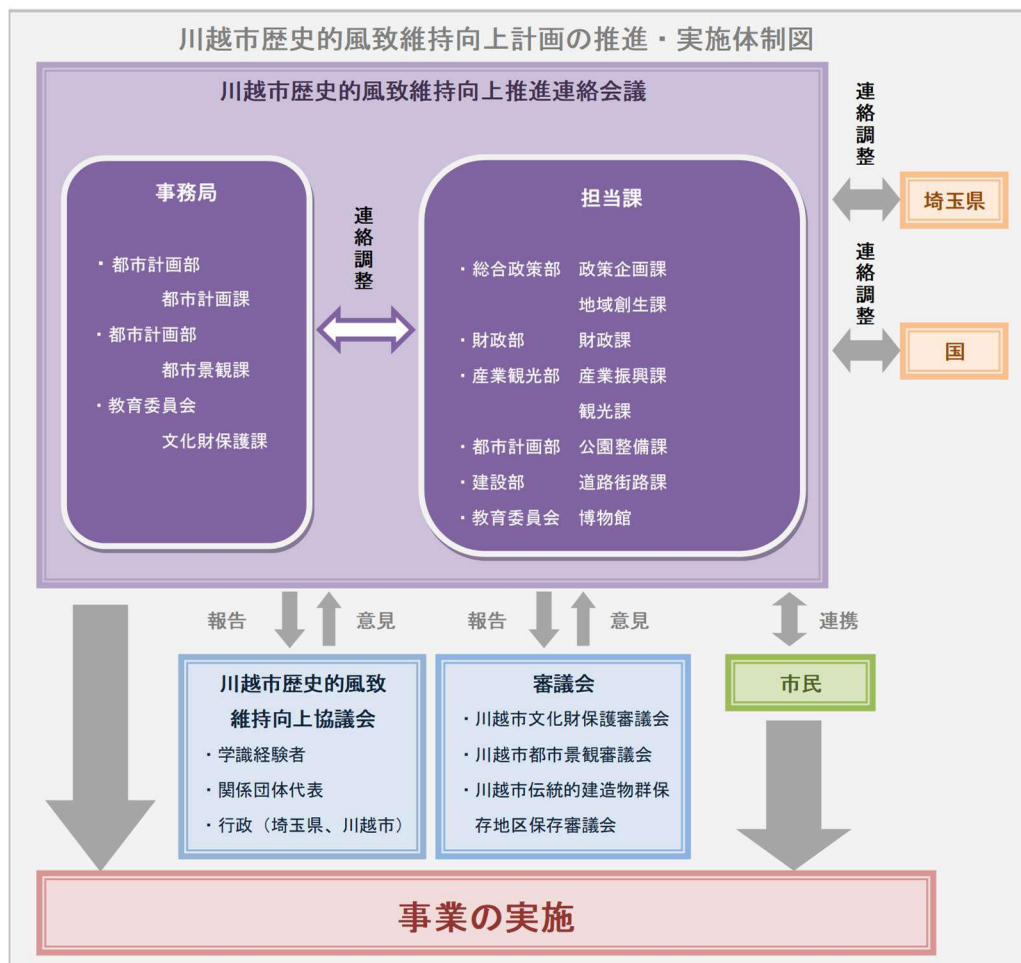 川越市歴史的風致維持向上計画の推進・実施体制図
川越市歴史的風致維持向上推進連絡会議
事務局
・都市計画部
都市計画課
・都市計画部
都市景観課
・教育委員会
文化財保護課
連絡調整
担当課
・総合政策部 政策企画課
地域創生課
・財政部 財政課
・産業観光部 産業振興課
観光課
・都市計画部 公園整備課
・建設部 道路街路課
・教育委員会 博物館
連絡調整
埼玉県
連絡調整
国
報告 意見
報告 意見
連携
川越市歴史的風致
維持向上協議会
・学識経験者
・関係団体代表
・行政（埼玉県、川越市）
審議会
・川越市文化財保護審議会
・川越市都市景観審議会
・川越市伝統的建造物群保
存地区保存審議会
市民
事業の実施